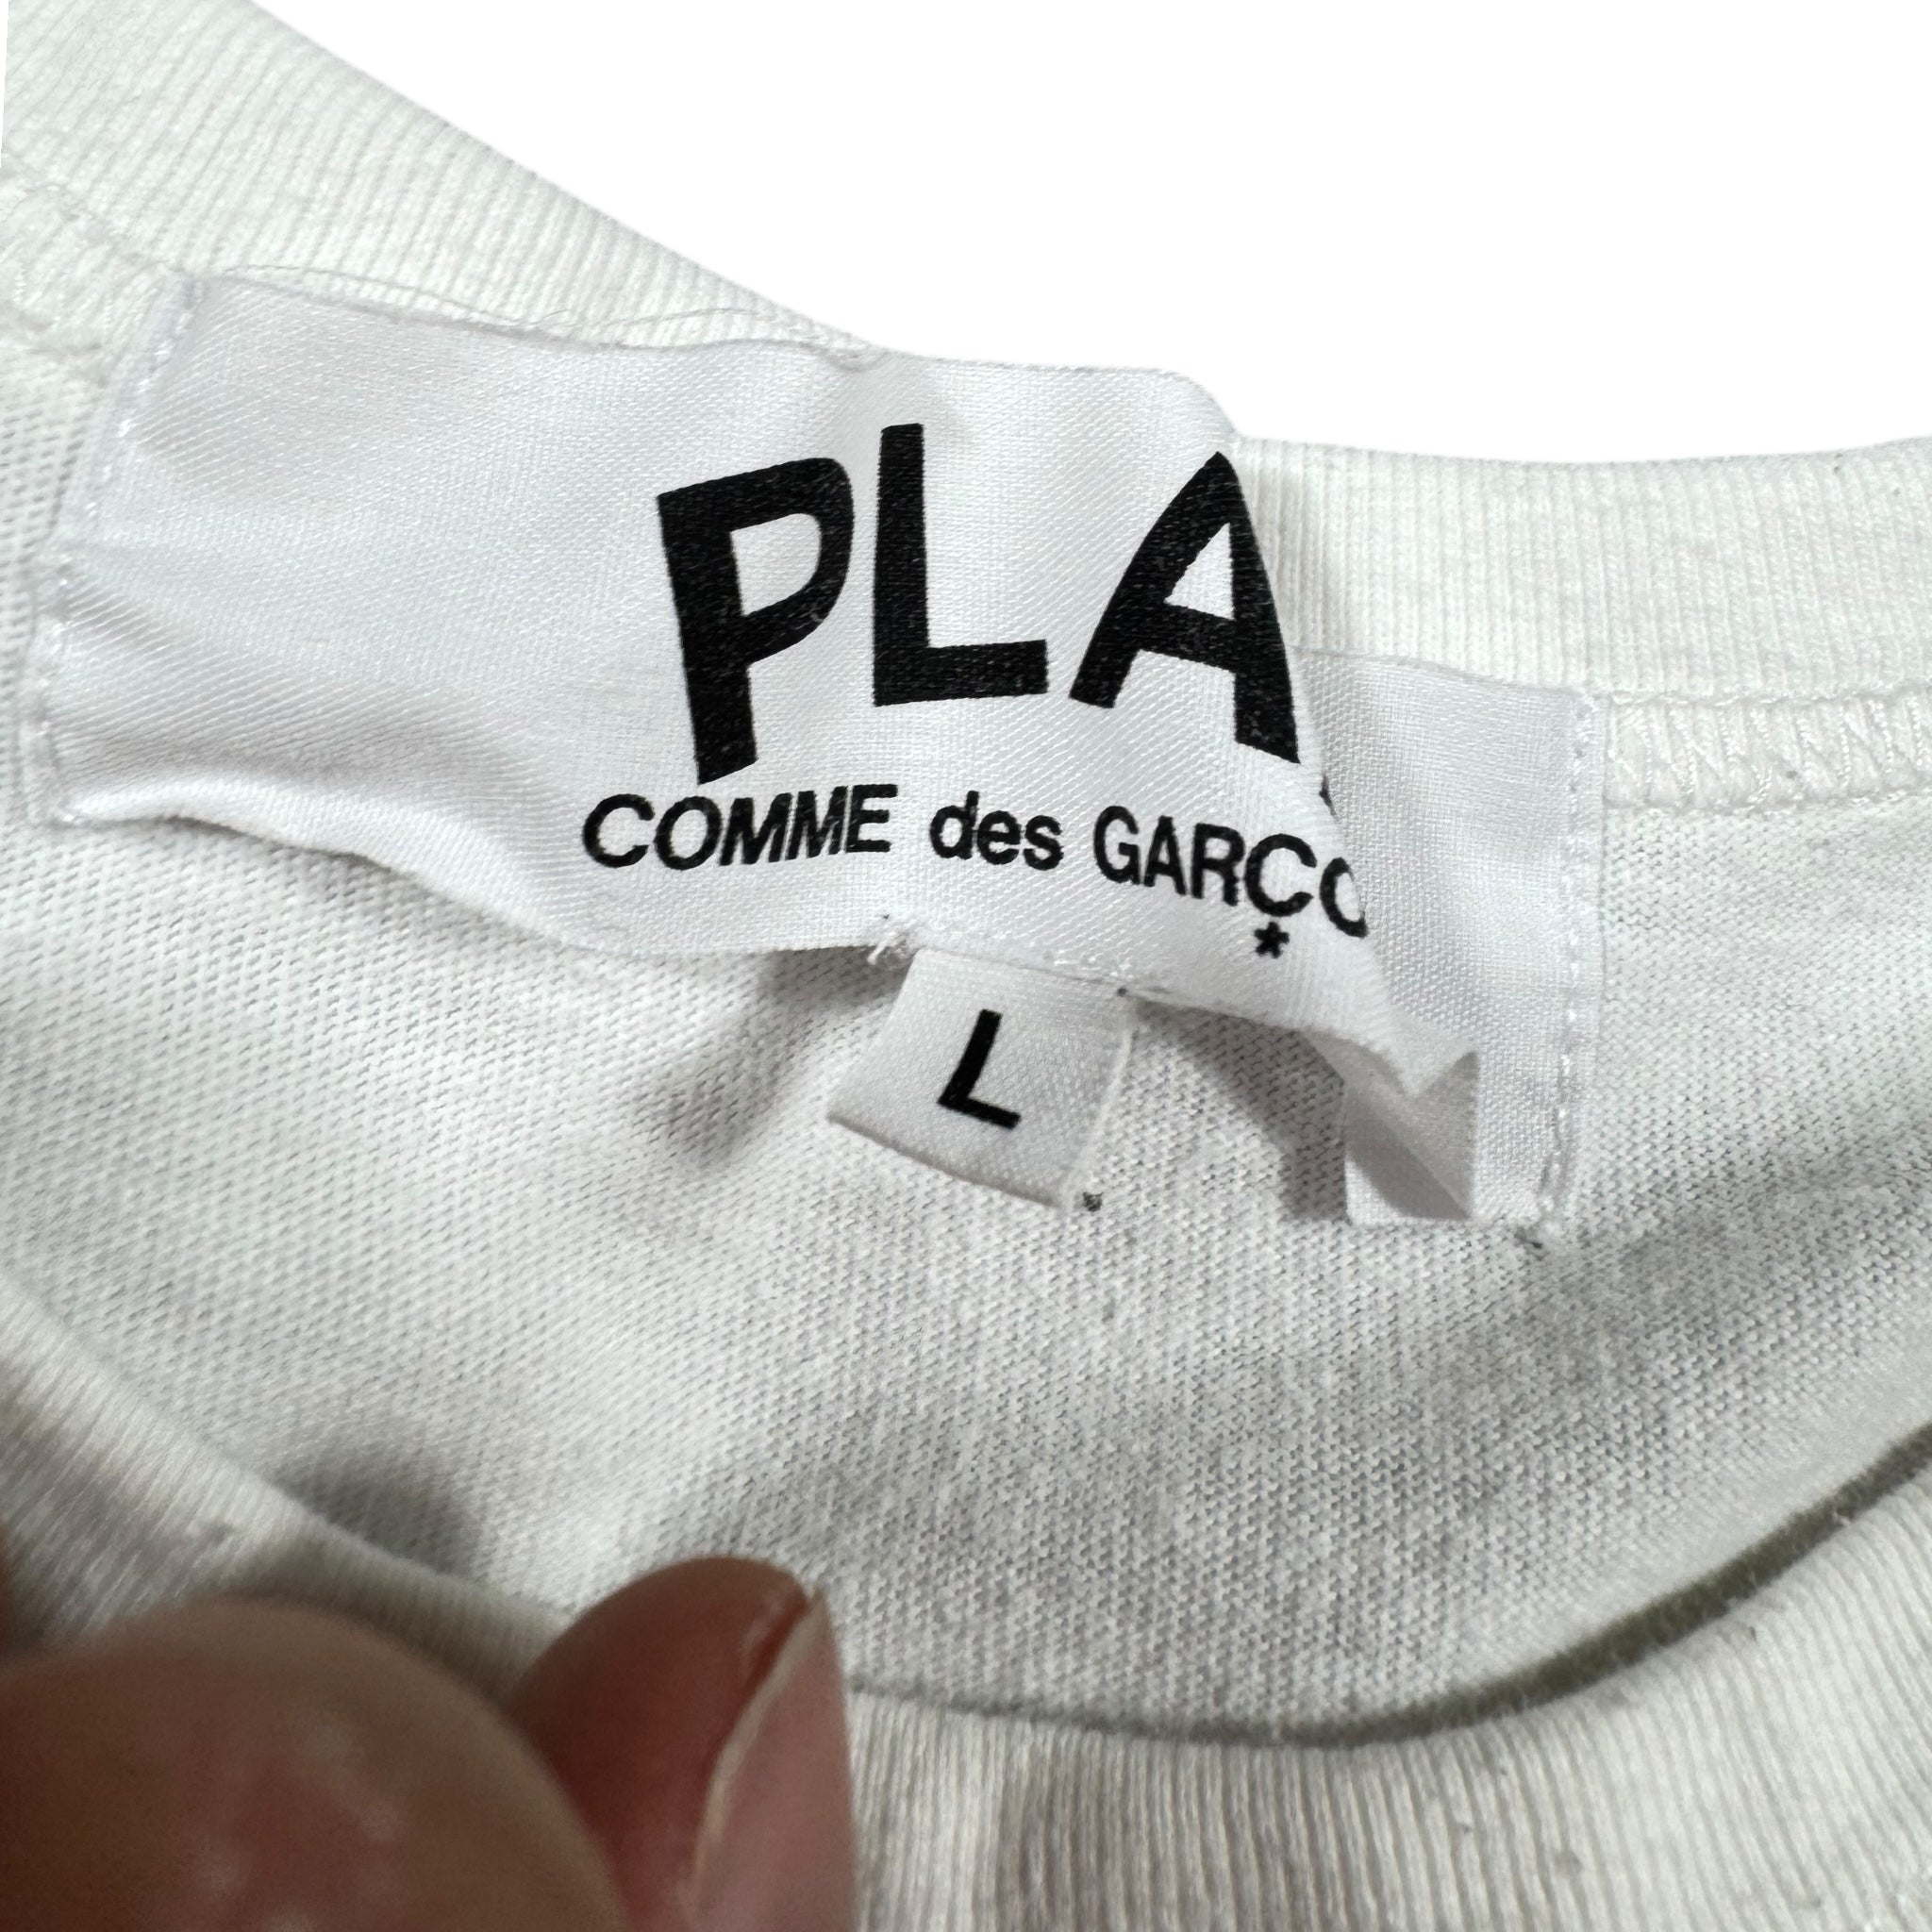 PLA
COMME des GARÇO
*
L